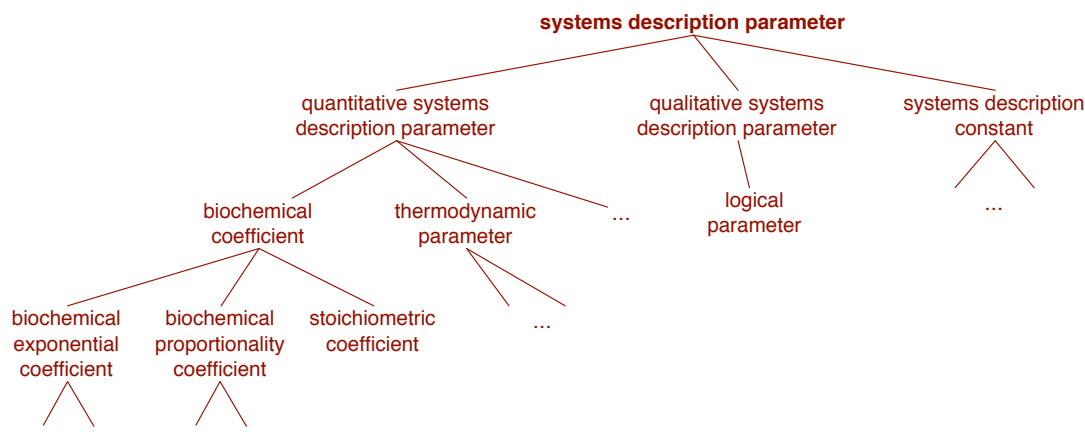 systems description parameter
quantitative systems
description parameter
qualitative systems
description parameter
systems description
constant
biochemical
coefficient
thermodynamic
parameter
...
logical
parameter
...
biochemical
exponential
coefficient
biochemical
proportionality
coefficient
stoichiometric
coefficient
...